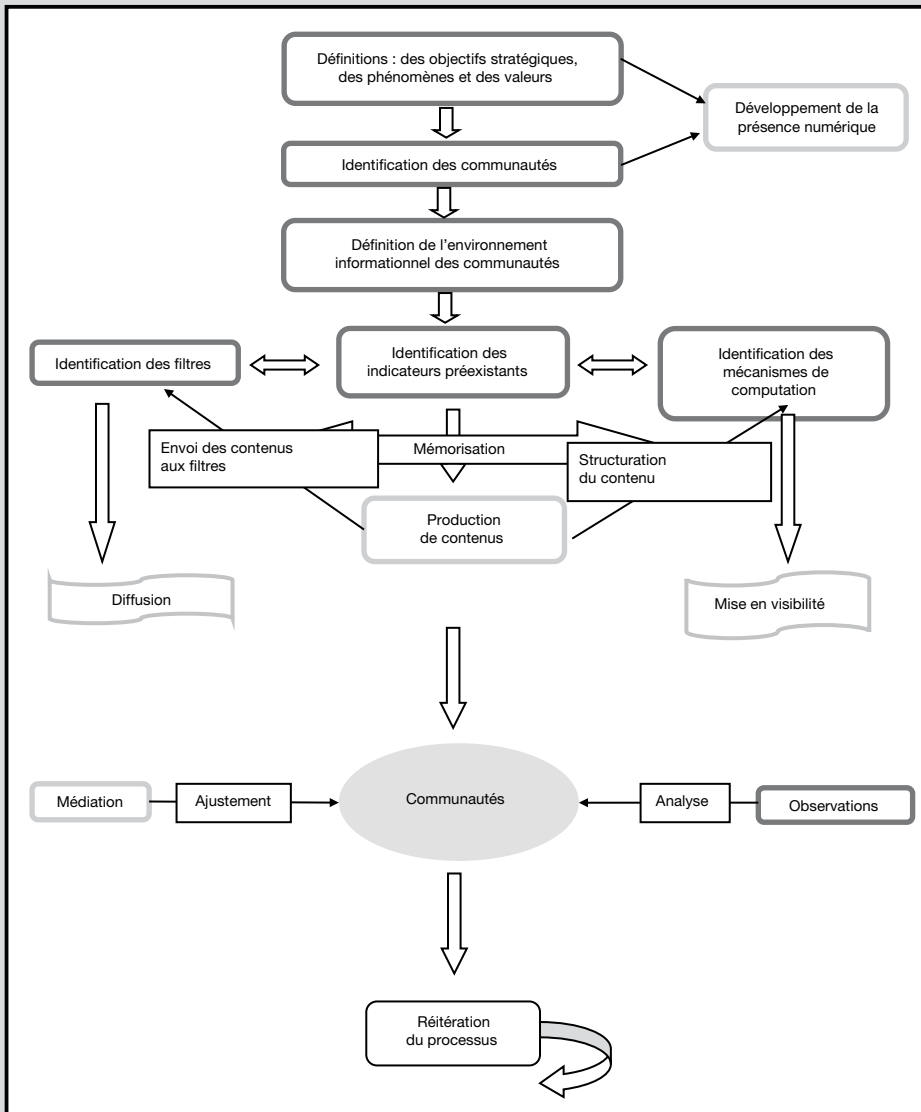 Définitions : des objectifs stratégiques,
des phénomènes et des valeurs
Développement de la
présence numérique
Identification des communautés
Définition de l'environnement
informationnel des communautés
Identification des filtres
Identification des
indicateurs préexistants
Identification des
mécanismes de
computation
Envoi des contenus
aux filtres
Mémorisation
Structuration
du contenu
Production
de contenus
Diffusion
Mise en visibilité
Médiation
Ajustement
Communautés
Analyse
Observations
Réitération
du processus